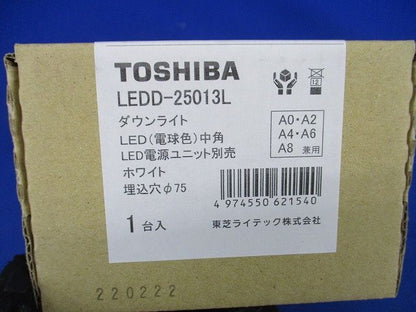 TOSHIBA
LEDD-25013L
ダウンライト
LED(電球色)中角
LED電源ユニット別売
ホワイト
埋込穴φ75
12
A0・A2
A4・A6
A8 兼用
1台入
4 974550 621540
東芝ライテック株式会社
220222